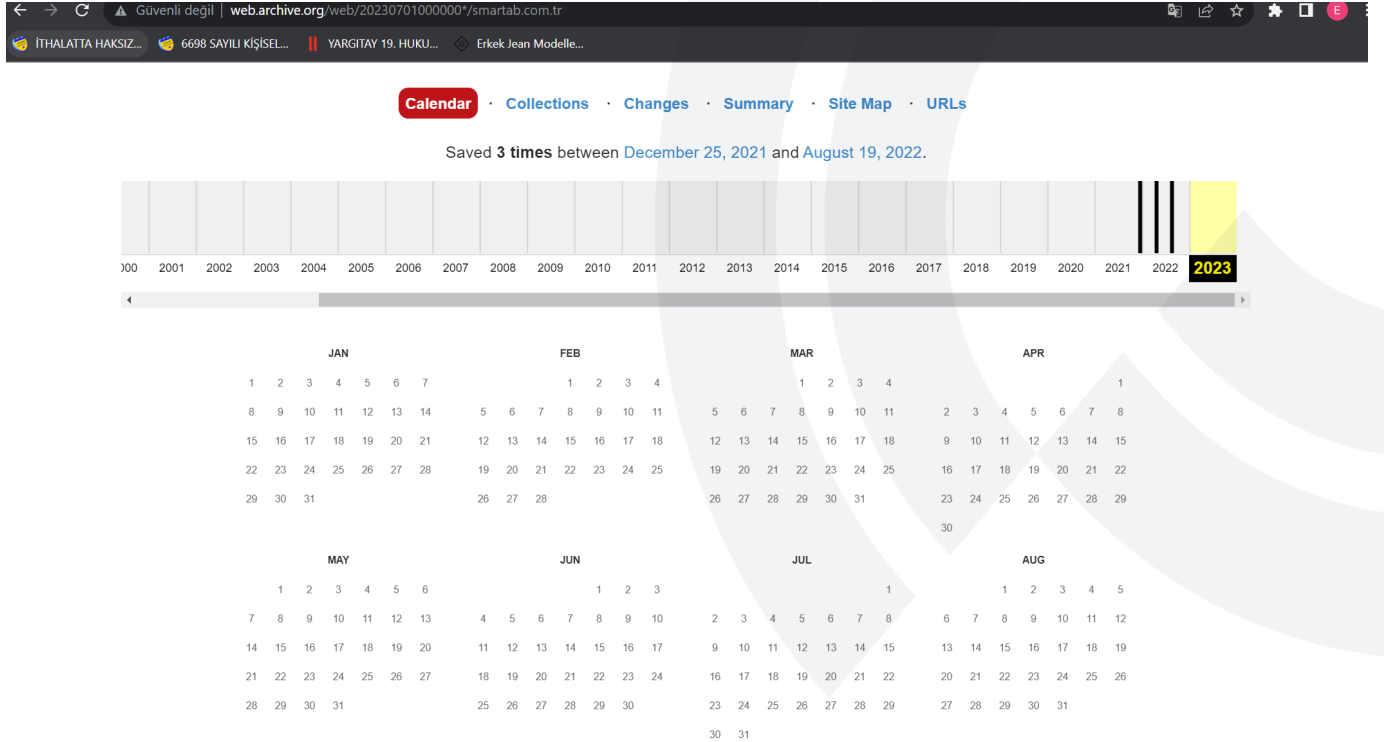 Güvenli değil | web.archive.org/web/20230701000000*/smartab.com.tr
İTHALATTA HAKSIZ... 6698 SAYILI KİŞİSEL... YARGITAY 19. HUKU... Erkek Jean Modelle...
Calendar · Collections · Changes · Summary · Site Map · URLs
Saved 3 times between December 25, 2021 and August 19, 2022.
2001 2002 2003 2004 2005 2006 2007 2008 2009 2010 2011 2012 2013 2014 2015 2016 2017 2018 2019 2020 2021 2022 2023
JAN FEB MAR APR
1 2 3 4 5 6 7 1 2 3 4 1 2 3 4 1
8 9 10 11 12 13 14 5 6 7 8 9 10 11 5 6 7 8 9 10 11 2 3 4 5 6 7 8
15 16 17 18 19 20 21 12 13 14 15 16 17 18 12 13 14 15 16 17 18 9 10 11 12 13 14 15
22 23 24 25 26 27 28 19 20 21 22 23 24 25 19 20 21 22 23 24 25 16 17 18 19 20 21 22
29 30 31 26 27 28 26 27 28 29 30 31 23 24 25 26 27 28 29
30
MAY JUN JUL AUG
1 2 3 4 5 6 1 2 3 1 1 2 3 4 5
7 8 9 10 11 12 13 4 5 6 7 8 9 10 2 3 4 5 6 7 8 6 7 8 9 10 11 12
14 15 16 17 18 19 20 11 12 13 14 15 16 17 9 10 11 12 13 14 15 13 14 15 16 17 18 19
21 22 23 24 25 26 27 18 19 20 21 22 23 24 16 17 18 19 20 21 22 20 21 22 23 24 25 26
28 29 30 31 25 26 27 28 29 30 23 24 25 26 27 28 29 27 28 29 30 31
30 31